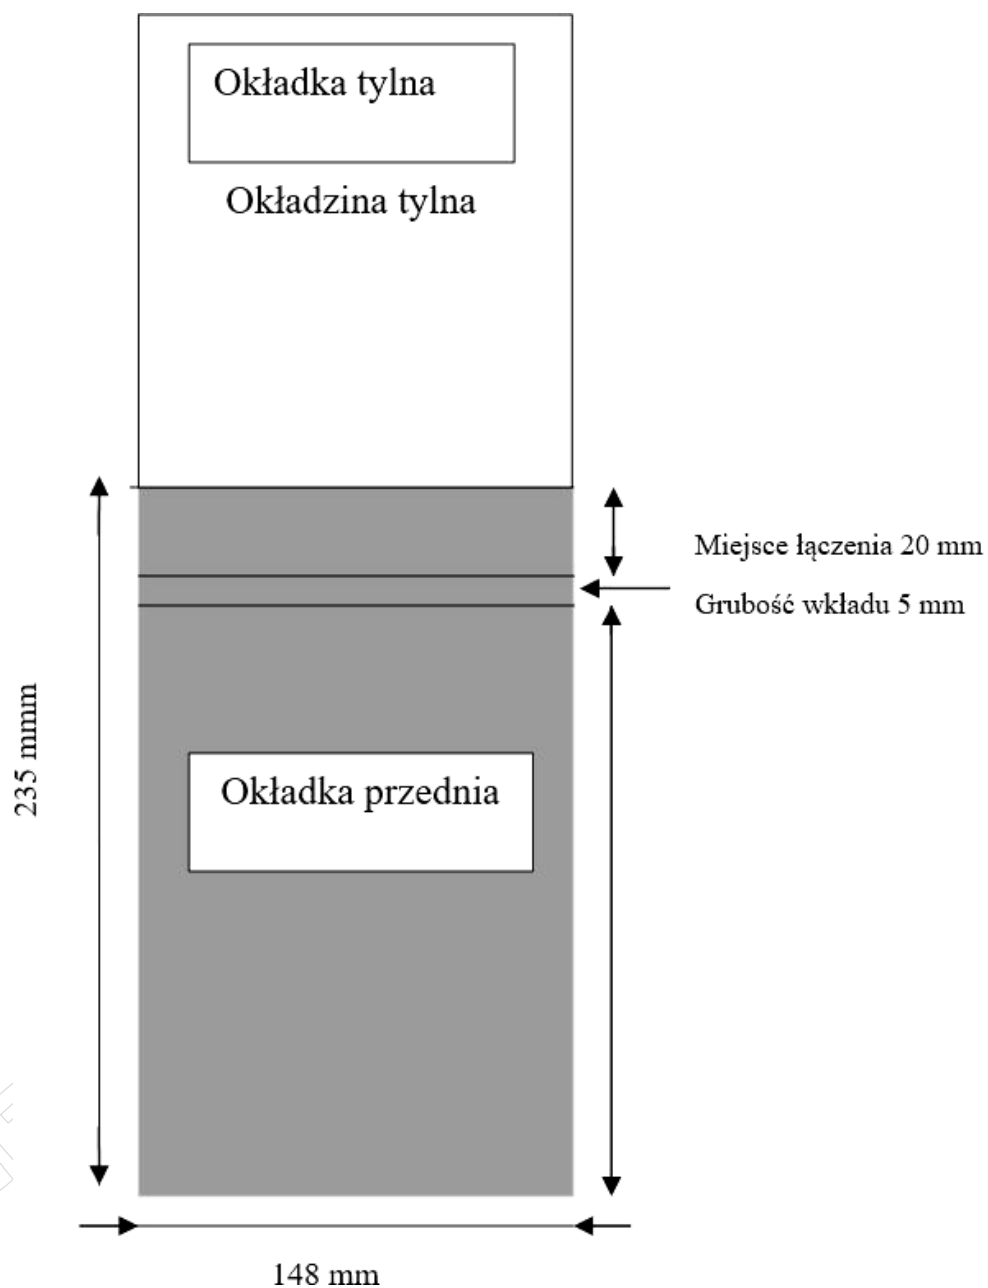 Okładka tylna
Okładzina tylna
Miejsce łączenia 20 mm
Grubość wkładu 5 mm
235 mmm
Okładka przednia
148 mm